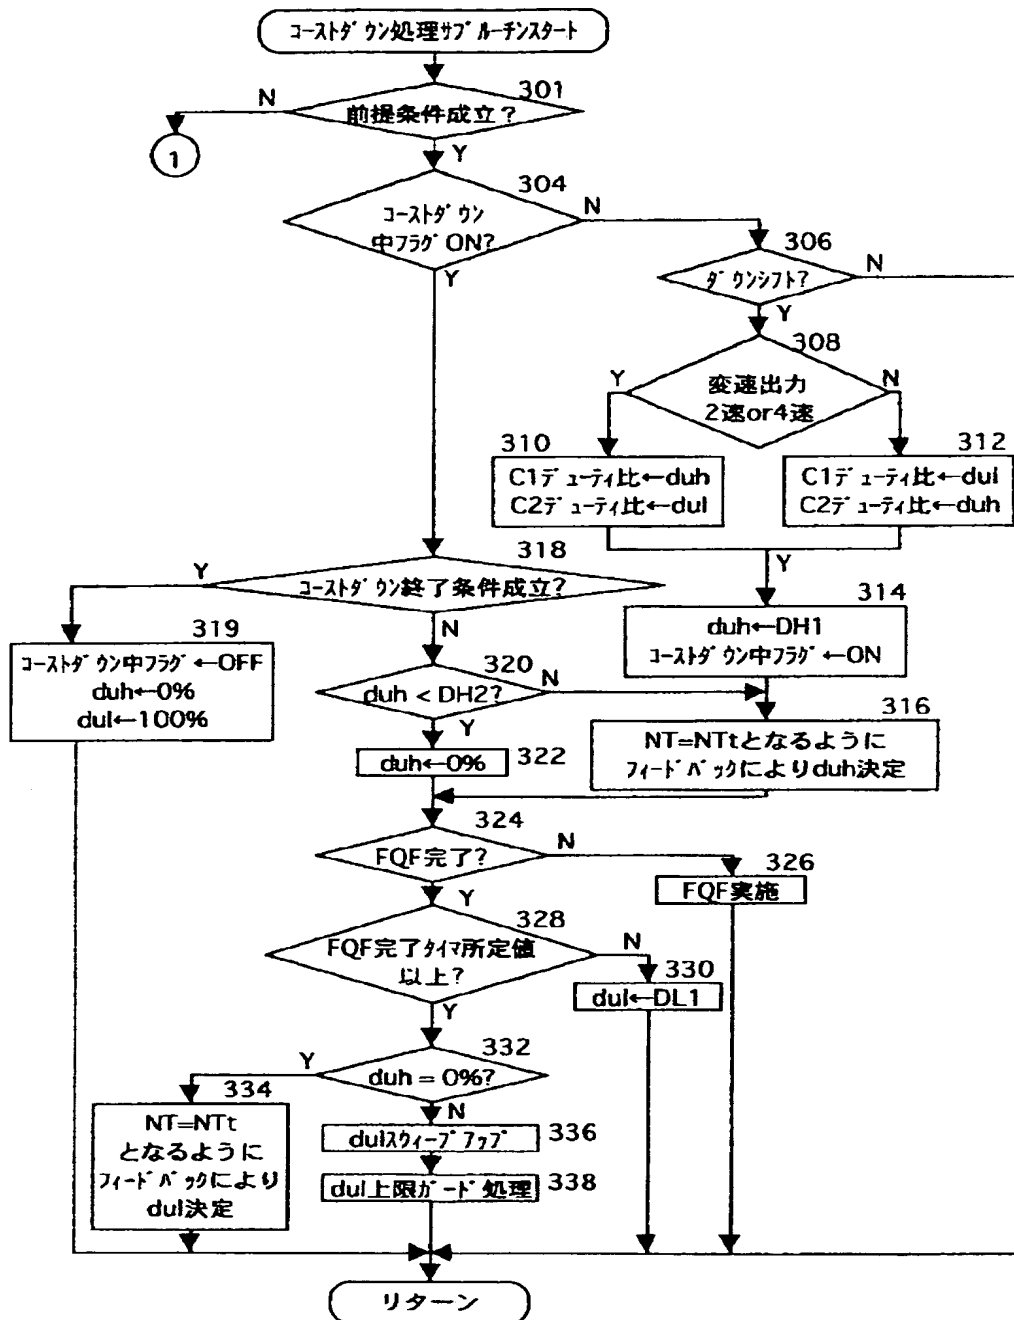 コーストダウン処理サブルーチンスタート
301
N
前提条件成立?
1
Y
304
コーストダウン
中フラグON?
N
Y
306
ダウンシフト?
N
Y
308
変速出力
2速or4速
Y
N
310
C1デューティ比←duh
C2デューティ比←dul
312
C1デューティ比←dul
C2デューティ比←duh
Y
314
duh←DH1
コーストダウン中フラグ←ON
318
コーストダウン終了条件成立?
Y
N
319
コーストダウン中フラグ←OFF
duh←0%
dul←100%
320
duh < DH2?
N
Y
316
NT=NTtとなるように
フィードバックによりduh決定
duh←0%
322
324
FQF完了?
N
Y
326
FQF実施
328
FQF完了タイマ所定値
以上?
N
Y
330
dul←DL1
332
duh = 0%?
Y
N
334
NT=NTt
となるように
フィードバックにより
dul決定
dulスウィープアップ
336
dul上限ガード処理
338
リターン